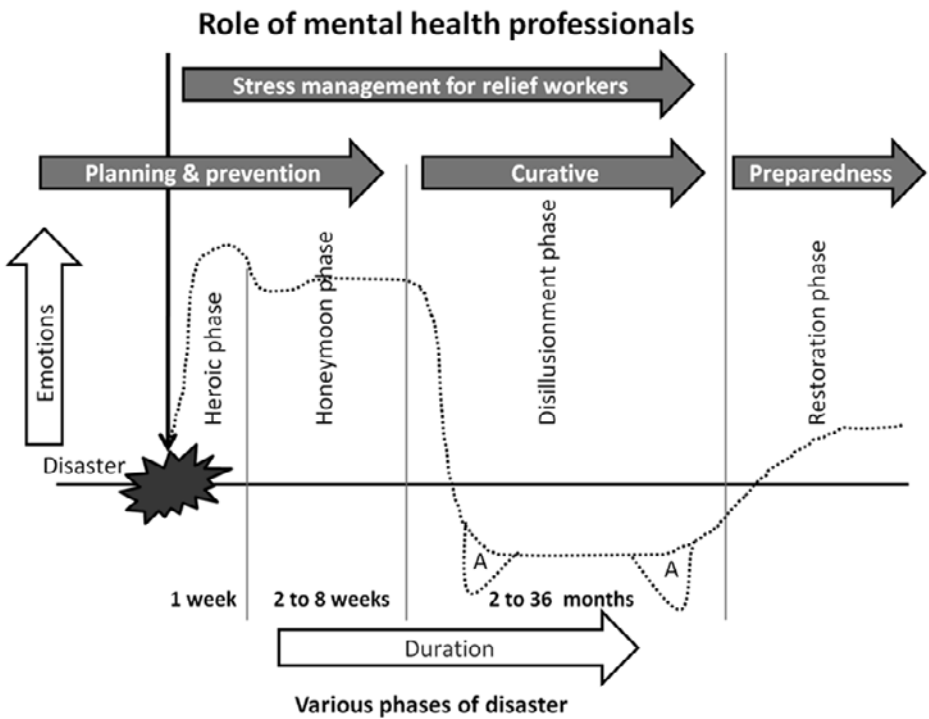 Role of mental health professionals
Stress management for relief workers
Planning & prevention
Curative
Preparedness
Emotions
Heroic phase
Honeymoon phase
Disillusionment phase
Restoration phase
Disaster
A
A
1 week
2 to 8 weeks
2 to 36 months
Duration
Various phases of disaster